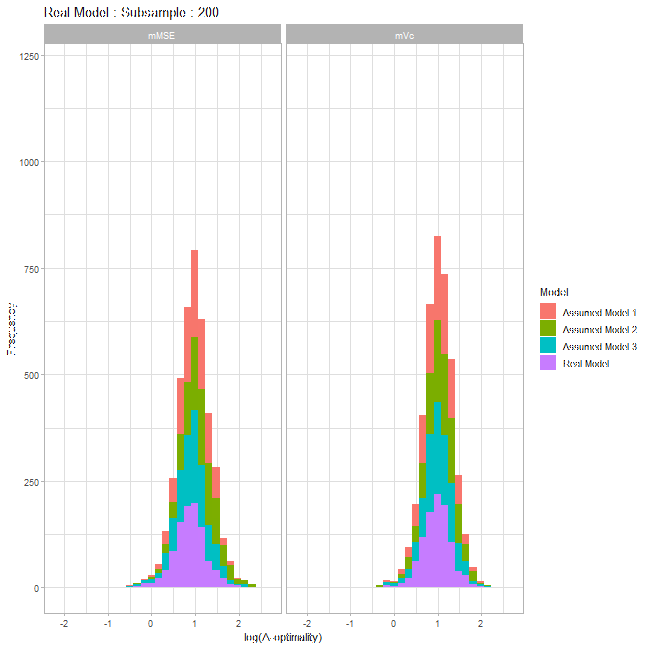 Real Model : Subsample : 200
mMSE
mVc
1250
1000
750
500
250
0
Frequency
-2 -1 0 1 2
-2 -1 0 1 2
log(A-optimality)
Model
Assumed Model 1
Assumed Model 2
Assumed Model 3
Real Model